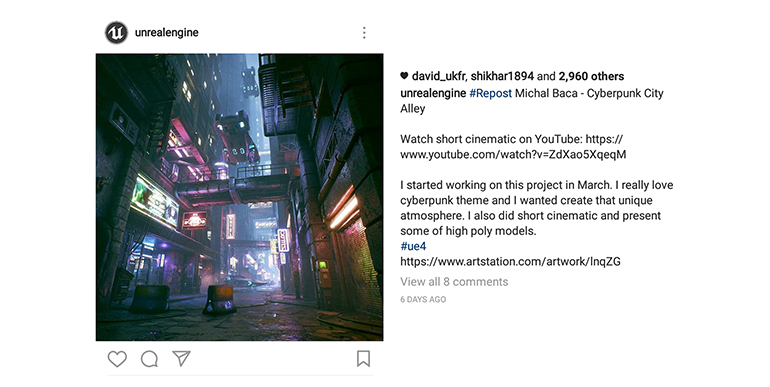 unrealengine
david_ukfr, shikhar1894 and 2,960 others
unrealengine #Repost Michal Baca - Cyberpunk City
Alley
Watch short cinematic on YouTube: https://
www.youtube.com/watch?v=ZdXao5XqeqM
I started working on this project in March. I really love
cyberpunk theme and I wanted create that unique
atmosphere. I also did short cinematic and present
some of high poly models.
#ue4
https://www.artstation.com/artwork/lnqZG
View all 8 comments
6 DAYS AGO